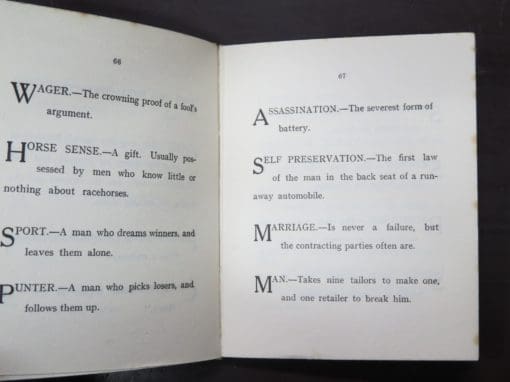 66
WAGER.—The crowning proof of a fool's
argument.
HORSE SENSE.—A gift. Usually pos-
sessed by men who know little or
nothing about racehorses.
SPORT.—A man who dreams winners, and
leaves them alone.
PUNTER.—A man who picks losers, and
follows them up.
67
ASSASSINATION.—The severest form of
battery.
SELF PRESERVATION.—The first law
of the man in the back seat of a run-
away automobile.
MARRIAGE.—Is never a failure, but
the contracting parties often are.
MAN.—Takes nine tailors to make one,
and one retailer to break him.